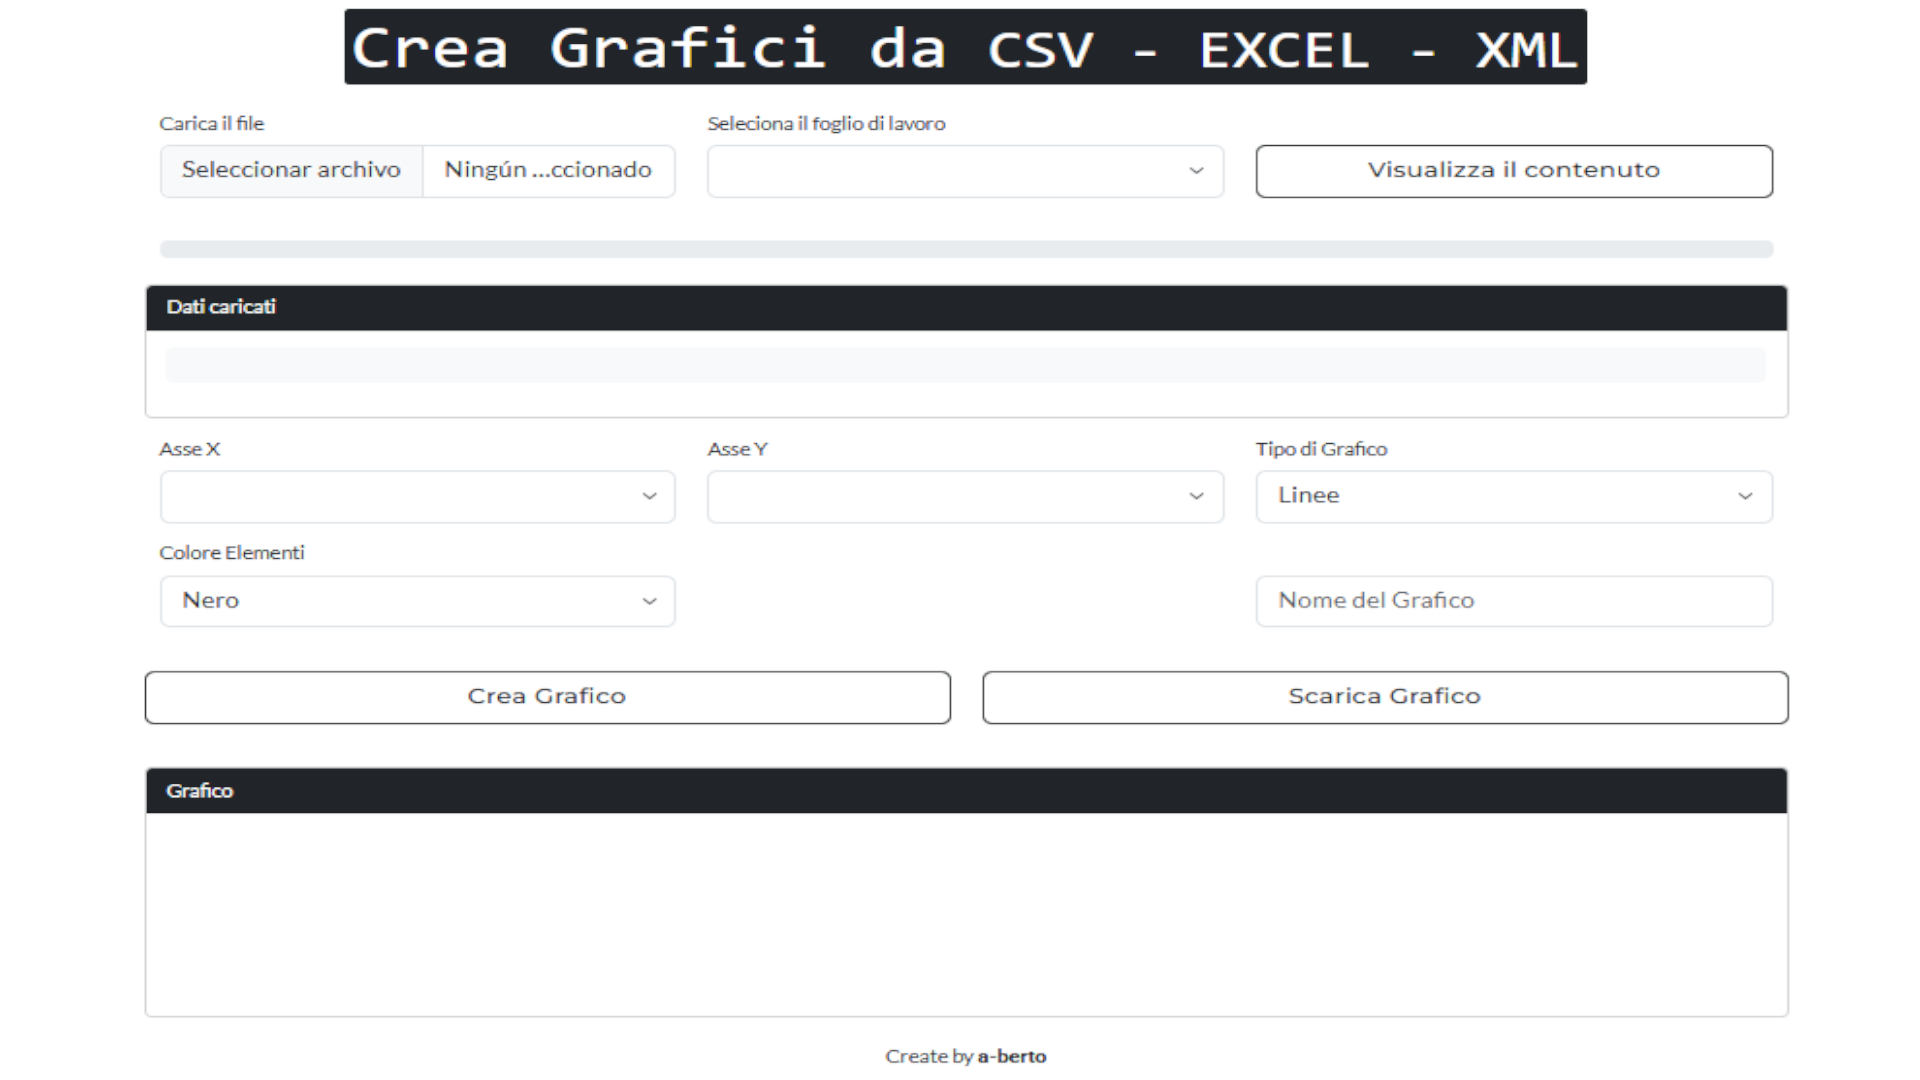 Crea Grafici da CSV - EXCEL - XML
Carica il file
Seleciona il foglio di lavoro
Seleccionar archivo Ningún ...ccionado
Visualizza il contenuto
Dati caricati
Asse X
Asse Y
Tipo di Grafico
Linee
Colore Elementi
Nero
Nome del Grafico
Crea Grafico
Scarica Grafico
Grafico
Create by a-berto